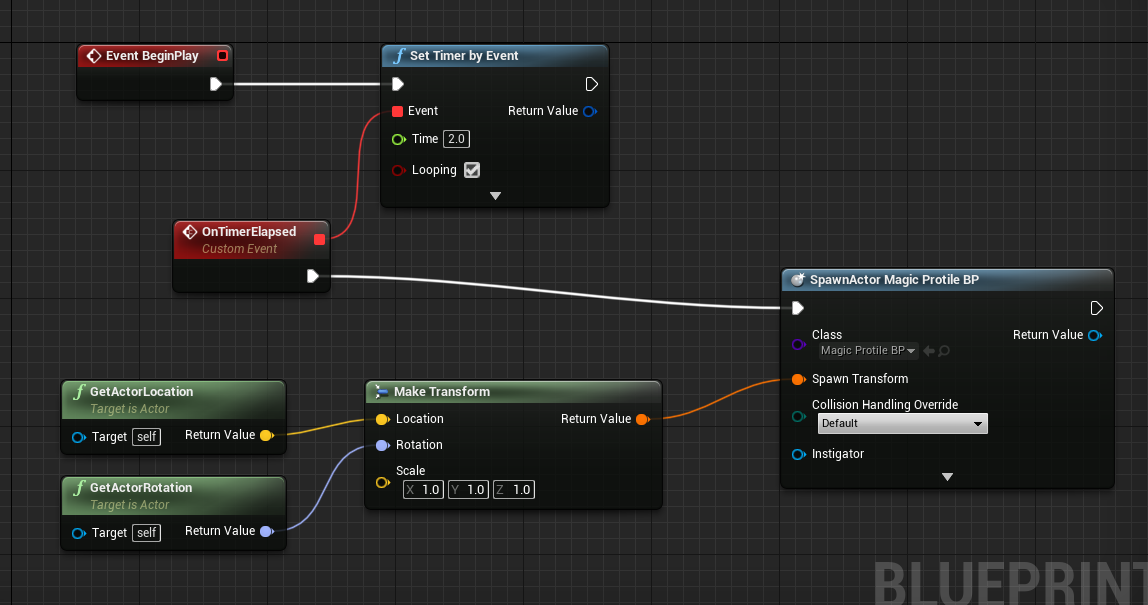 Event BeginPlay
Set Timer by Event
Event
Return Value
Time 2.0
Looping
OnTimerElapsed
Custom Event
SpawnActor Magic Protile BP
Class
Return Value
Magic Protile BP
Spawn Transform
Collision Handling Override
Default
Instigator
GetActorLocation
Target is Actor
Target self
Return Value
Make Transform
Location
Return Value
Rotation
Scale
X 1.0 Y 1.0 Z 1.0
GetActorRotation
Target is Actor
Target self
Return Value
BLUEPRINT